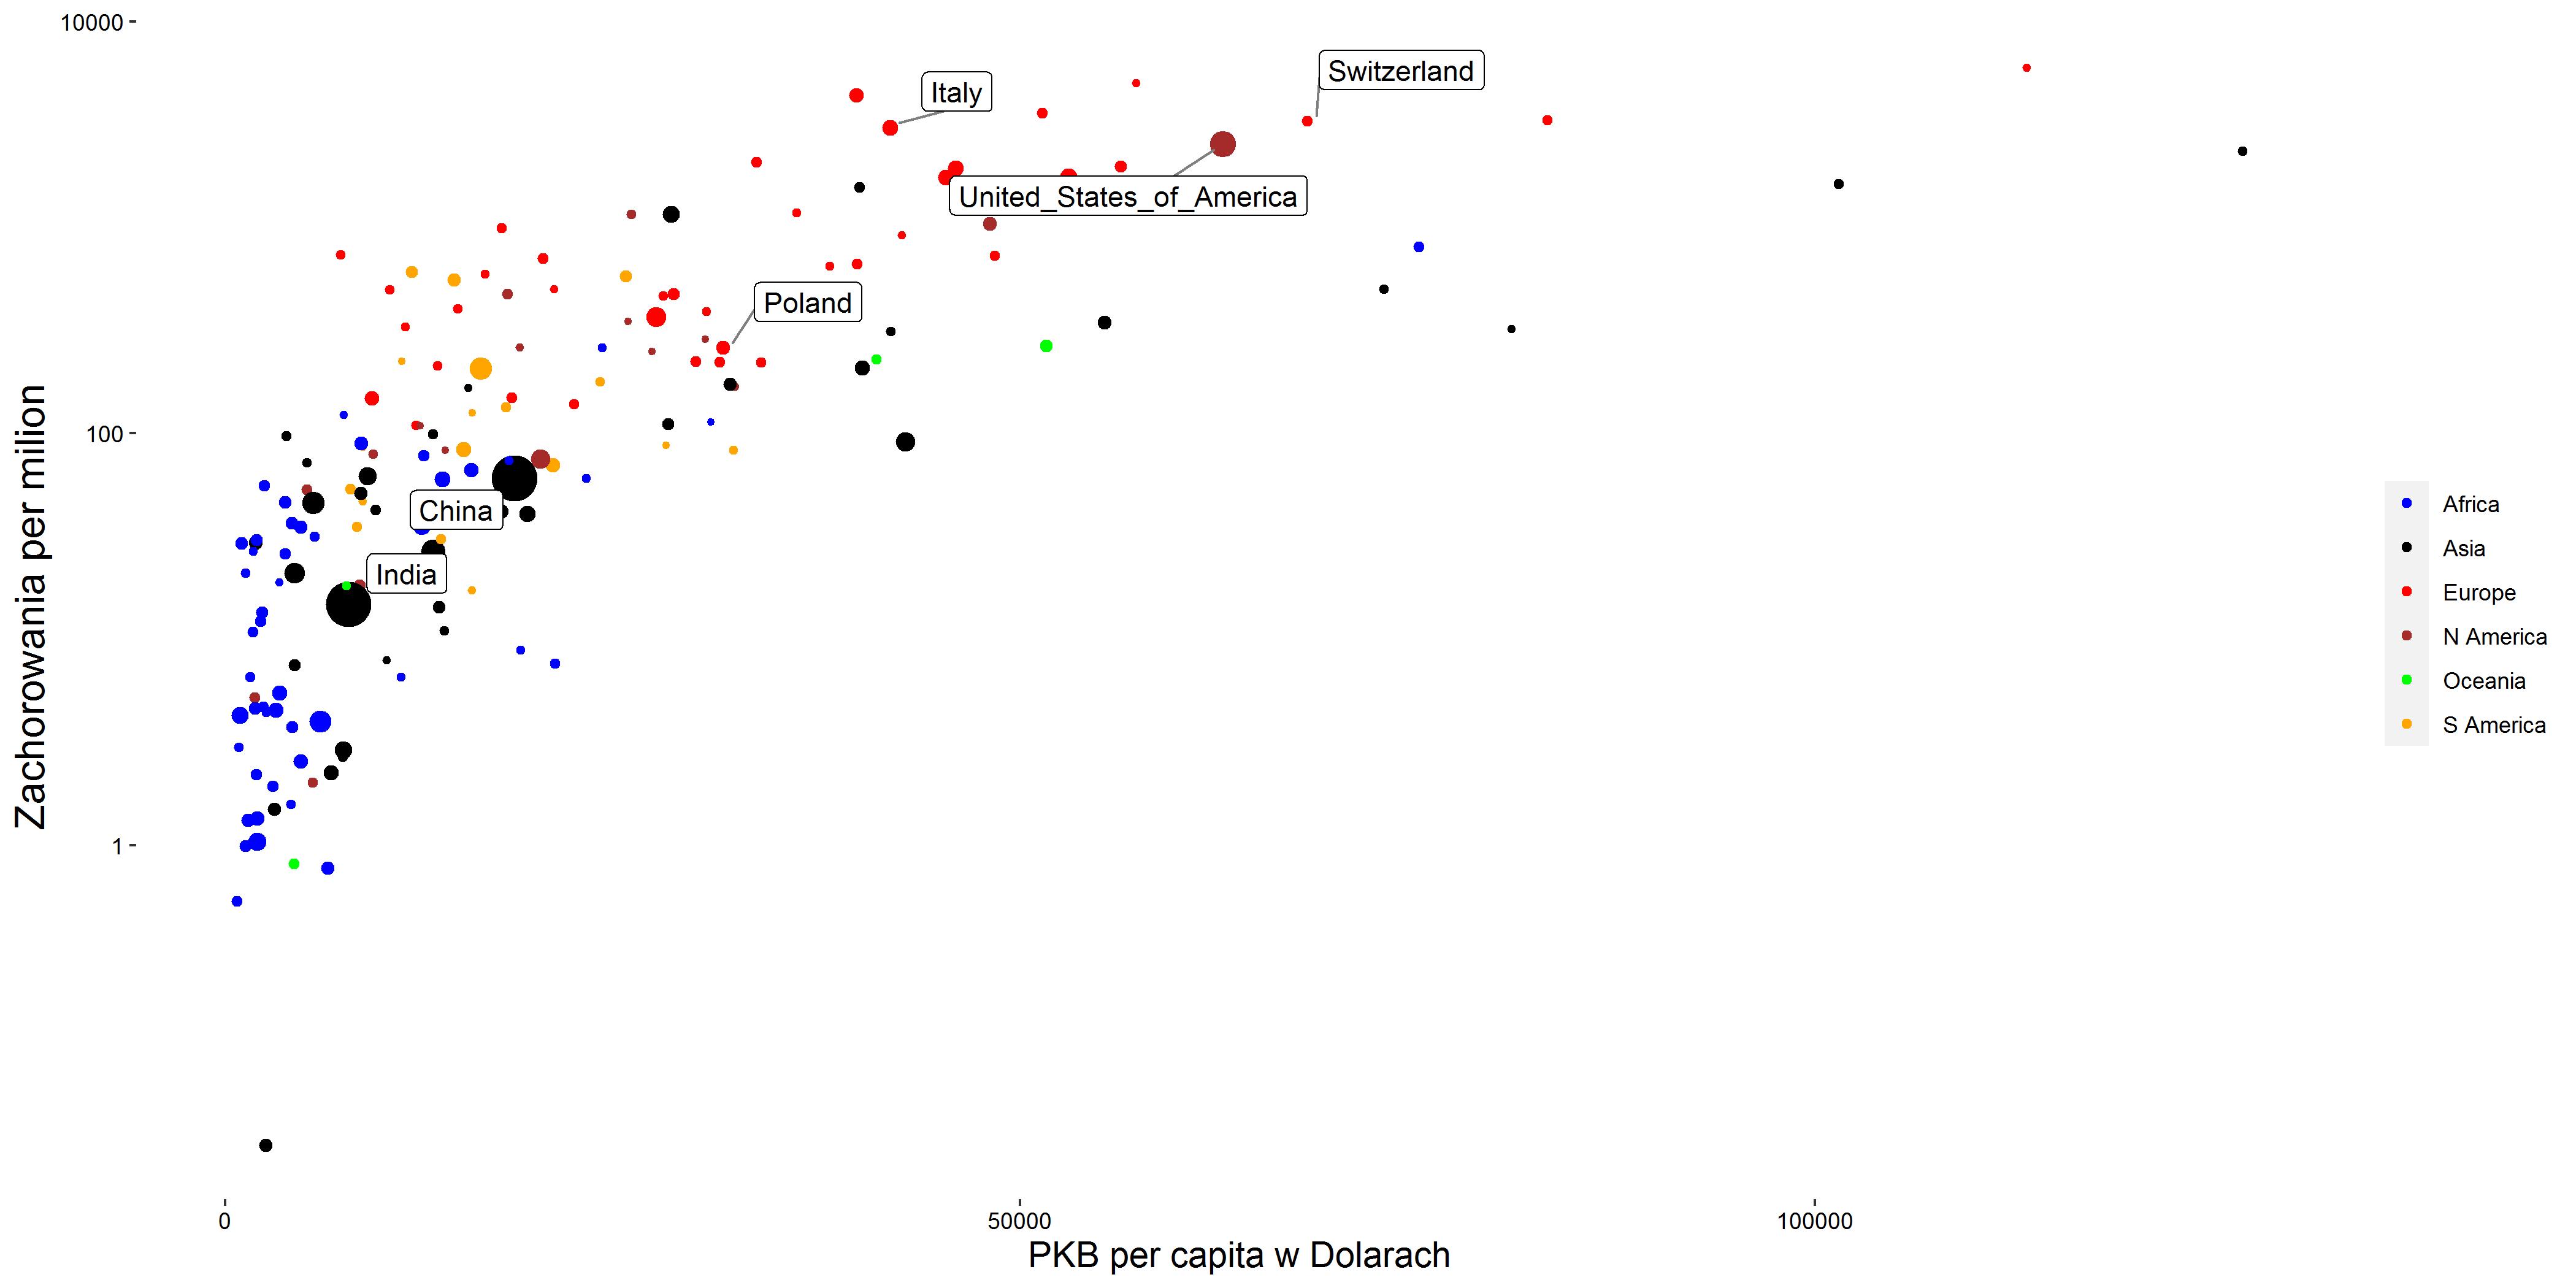 10000
Switzerland
Italy
United_States_of_America
Poland
100
China
India
1
Zachorowania per milion
Africa
Asia
Europe
N America
Oceania
S America
0
50000
100000
PKB per capita w Dolarach